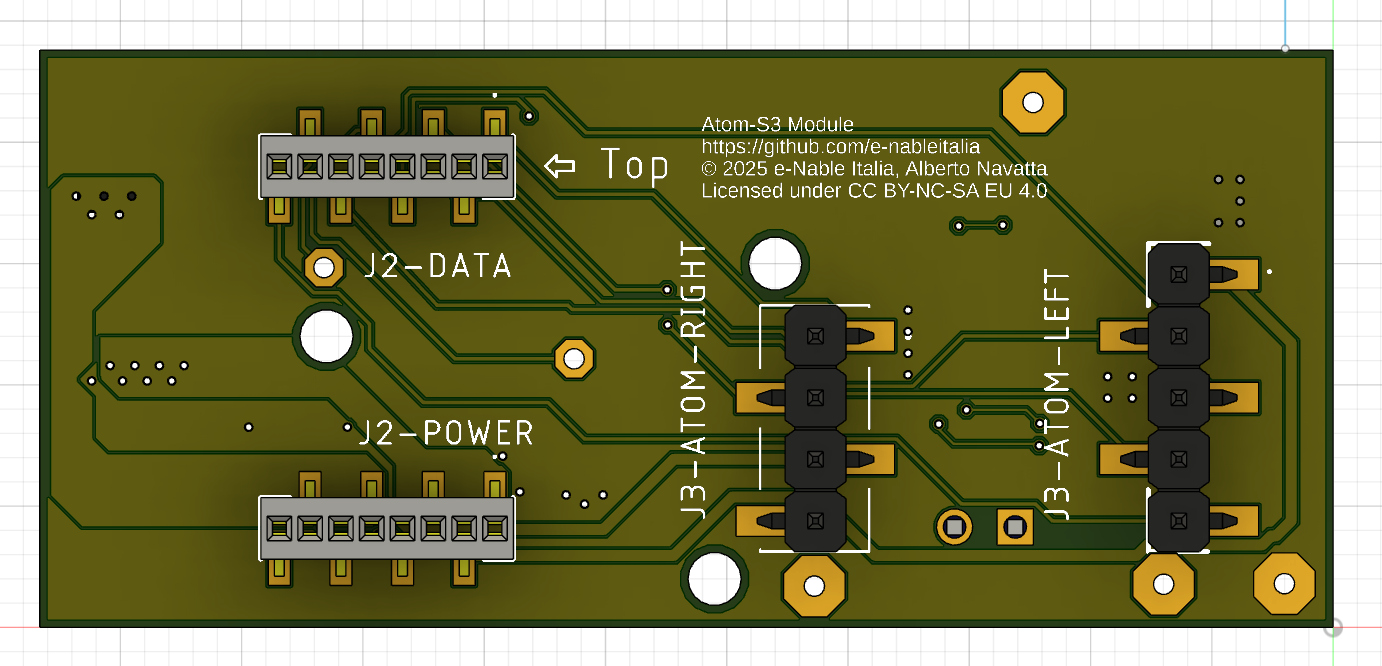 Atom-S3 Module
https://github.com/e-nableitalia
© 2025 e-Nable Italia, Alberto Navatta
Licensed under CC BY-NC-SA EU 4.0
Top
J2-DATA
J2-POWER
J3-ATOM-RIGHT
J3-ATOM-LEFT